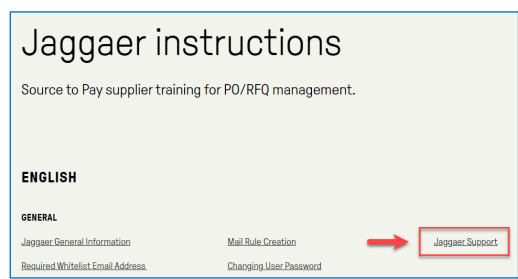 Jaggaer instructions
Source to Pay supplier training for PO/RFQ management.
ENGLISH
GENERAL
Jaggaer General Information Mail Rule Creation Jaggaer Support
Required Whitelist Email Address Changing User Password